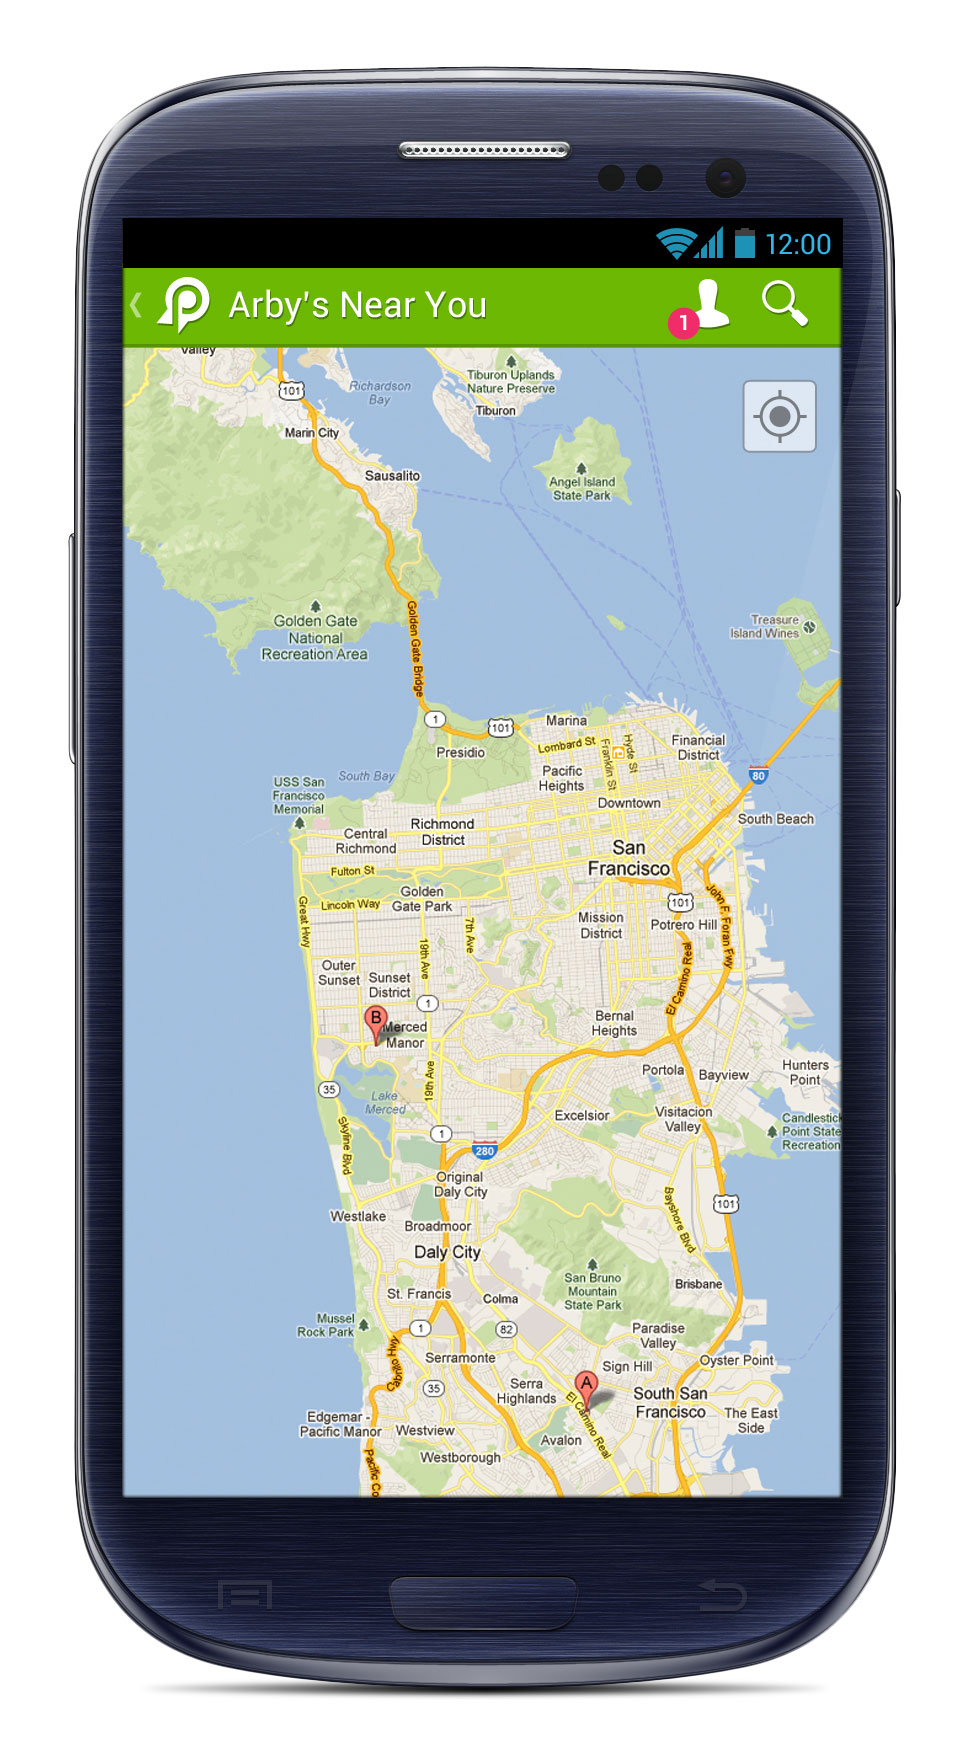 12:00
Arby's Near You
1
Valley
101
Richardson
Bay
Tiburon Uplands
Nature Preserve
Tiburon
Marin City
Sausalito
Angel Island
State Park
Golden Gate
National
Recreation Area
Golden Gate Bridge
Treasure
Island Wines
1
101
Marina
Presidio
Lombard St
Franklin St
Hyde St
Financial
District
80
South Bay
Pacific
Heights
USS San
Francisco
Memorial
Downtown
South Beach
Central
Richmond
Richmond
District
San
Francisco
Fulton St
Golden
Gate Park
Lincoln Way
Great Hwy
101
John F. Foran Fwy
Mission
District
Potrero Hill
7th Ave
19th Ave
El Camino Real
Outer
Sunset
Sunset
District
1
B
Merced
Manor
Bernal
Heights
Portola
Bayview
Hunters
Point
35
Lake
Merced
19th Ave
Excelsior
Visitacion
Valley
Candlestick
Point State
Recreation
Skyline Blvd
1
280
Original
Daly City
Bayshore Blvd
101
Westlake
Broadmoor
Daly City
San Bruno
Mountain
State Park
Brisbane
St. Francis
Colma
Mussel
Rock Park
1
82
Paradise
Valley
Cabrillo Hwy
Serramonte
Sign Hill
Oyster Point
35
Serra
Highlands
A
South San
Francisco
El Camino Real
Edgemar -
Pacific Manor
Westview
Avalon
The East
Side
Westborough
Pacific Co